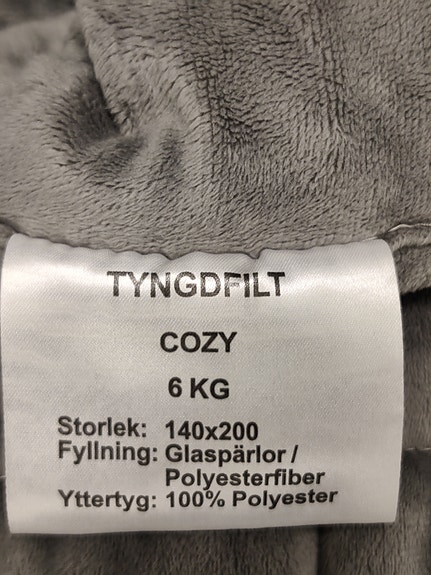 TYNGDFILT
COZY
6 KG
Storlek: 140x200
Fyllning: Glaspärlor /
Polyesterfiber
Yttertyg: 100% Polyester